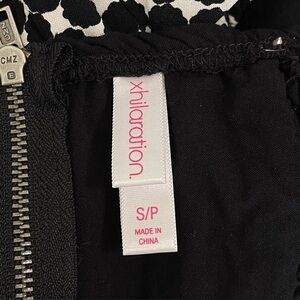 CMZ
E
xhilaration.
S/P
MADE IN
CHINA